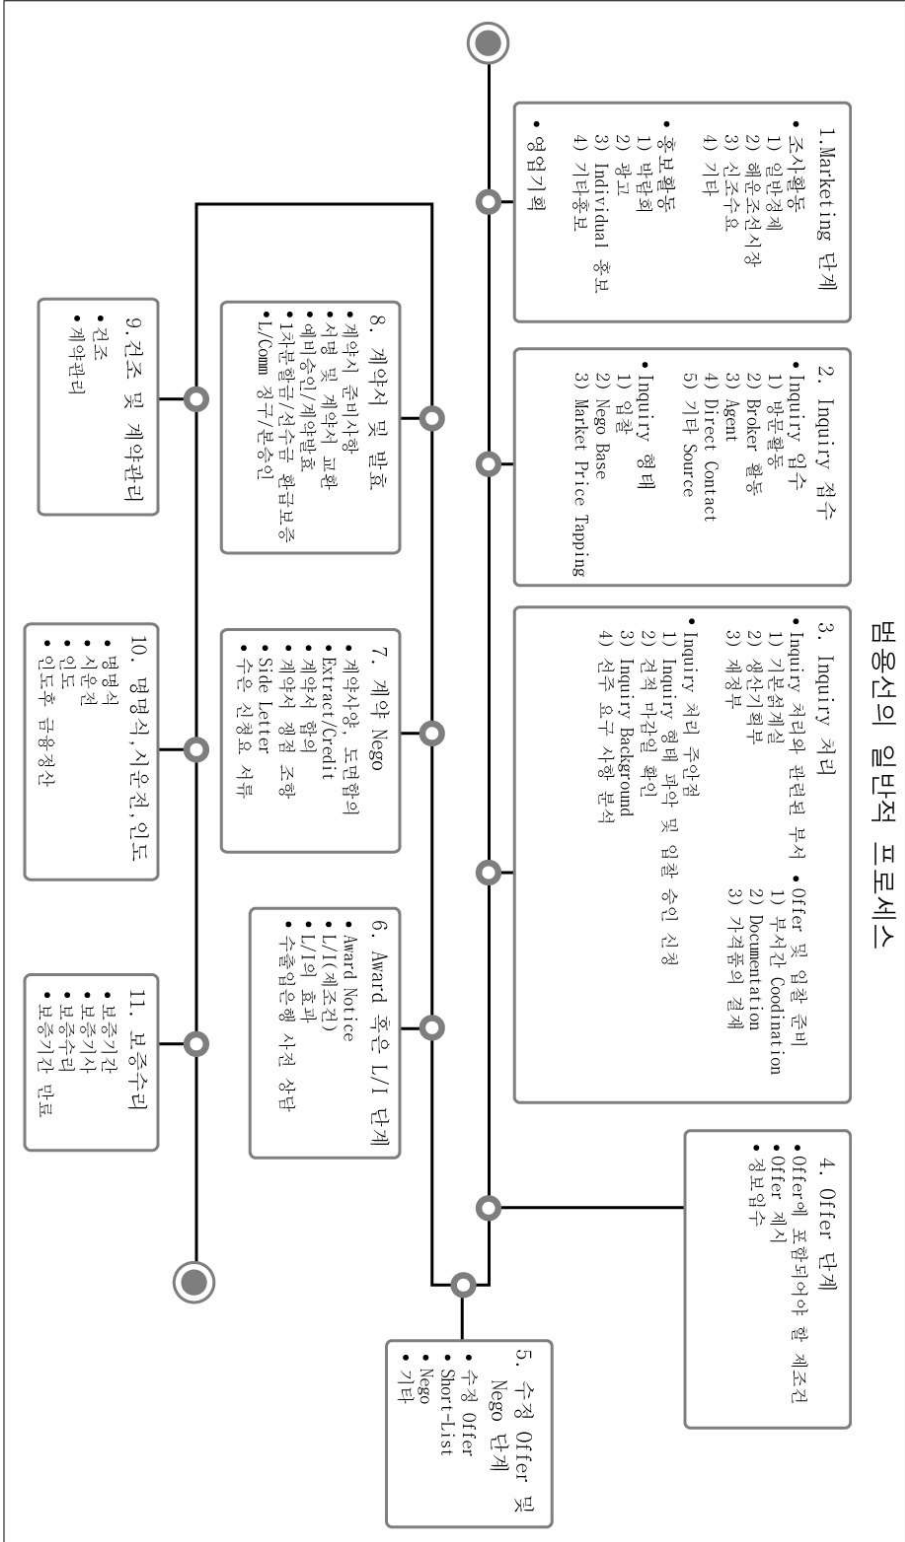 범용선의 일반적 프로세스
1.Marketing 단계
• 조사활동
1) 일반경제
2) 해운조선시장
3) 신조수요
4) 기타
• 홍보활동
1) 박람회
2) 광고
3) Individual 홍보
4) 기타홍보
• 영업기획
2. Inquiry 접수
• Inquiry 입수
1) 방문활동
2) Broker 활동
3) Agent
4) Direct Contact
5) 기타 Source
• Inquiry 형태
1) 입찰
2) Nego Base
3) Market Price Tapping
3. Inquiry 처리
• Inquiry 처리와 관련된 부서
1) 기본설계실
2) 생산기획부
3) 재정부
• Offer 및 입찰 준비
1) 부서간 Coodination
2) Documentation
3) 가격품의 결재
• Inquiry 처리 주안점
1) Inquiry 형태 파악 및 입찰 승인 신청
2) 견적 마감일 확인
3) Inquiry Background
4) 선주 요구 사항 분석
4. Offer 단계
• Offer에 포함되어야 할 제조건
• Offer 제시
• 정보입수
5. 수정 Offer 및
Nego 단계
• 수정 Offer
• Short-List
• Nego
• 기타
6. Award 혹은 L/I 단계
• Award Notice
• L/I(제조건)
• L/I의 효과
• 수출입은행 사전 상담
7. 계약 Nego
• 계약사양, 도면합의
• Extract/Credit
• 계약서 합의
• 계약서 쟁점 조항
• Side Letter
• 수은 신청요 서류
8. 계약서 및 발효
• 계약서 준비사항
• 서명 및 계약서 교환
• 예비승인/계약발효
• 1차분할금/선수금 환급보증
• L/Comm 징구/본승인
9.건조 및 계약관리
• 건조
• 계약관리
10. 명명식,시운전,인도
• 명명식
• 시운전
• 인도
• 인도후 금융정산
11. 보증수리
• 보증기간
• 보증기사
• 보증수리
• 보증기간 만료